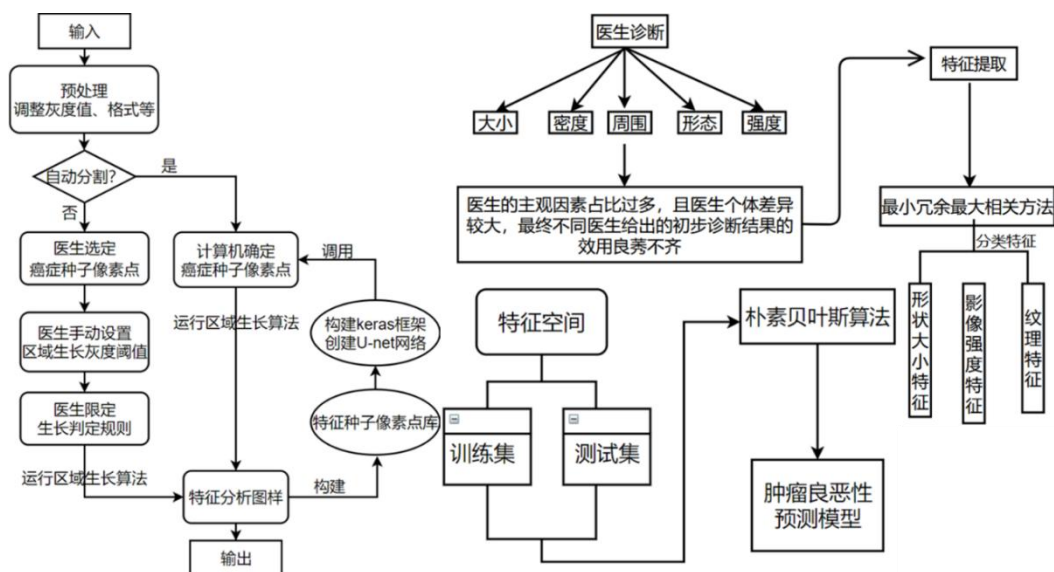 输入
预处理
调整灰度值、格式等
自动分割？
是
否
医生选定
癌症种子像素点
计算机确定
癌症种子像素点
调用
医生手动设置
区域生长灰度阈值
运行区域生长算法
构建keras框架
创建U-net网络
医生限定
生长判定规则
特征种子像素点库
运行区域生长算法
特征分析图样
构建
输出
医生诊断
大小
密度
周围
形态
强度
医生的主观因素占比过多，且医生个体差异
较大，最终不同医生给出的初步诊断结果的
效用良莠不齐
特征提取
最小冗余最大相关方法
分类特征
形状大小特征
影像强度特征
纹理特征
特征空间
训练集
测试集
朴素贝叶斯算法
肿瘤良恶性
预测模型